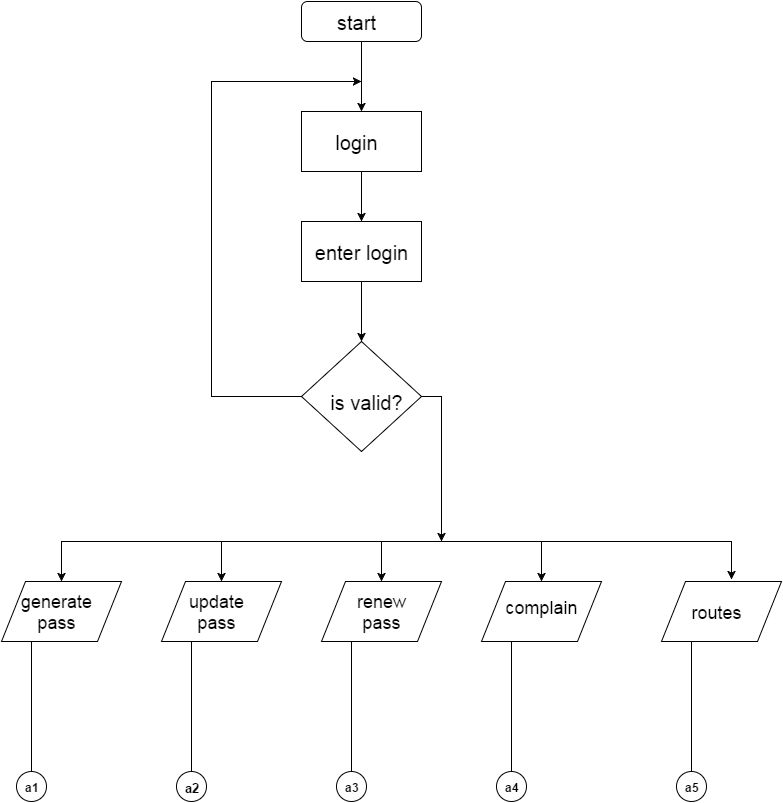 start
login
enter login
is valid?
generate
pass
update
pass
renew
pass
complain
routes
a1
a2
a3
a4
a5